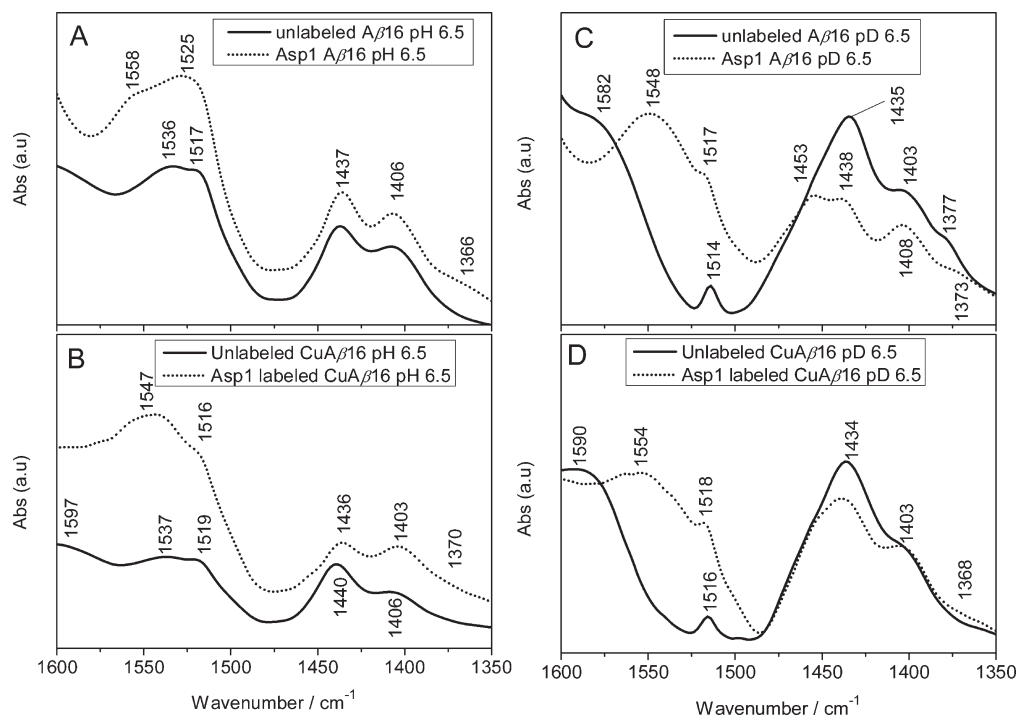 A
unlabeled Aβ16 pH 6.5
Asp1 Aβ16 pH 6.5
1558
1525
1536
1517
1437
1406
1366
Abs (a.u)
B
Unlabeled CuAβ16 pH 6.5
Asp1 labeled CuAβ16 pH 6.5
1547
1516
1597
1537
1519
1436
1403
1370
1440
1406
Abs (a.u)
1600 1550 1500 1450 1400 1350
Wavenumber / cm-1
C
unlabeled Aβ16 pD 6.5
Asp1 Aβ16 pD 6.5
1582
1548
1517
1514
1453
1438
1435
1403
1408
1377
1373
Abs (a.u)
D
Unlabeled CuAβ16 pD 6.5
Asp1 labeled CuAβ16 pD 6.5
1590
1554
1518
1516
1434
1403
1368
Abs (a.u)
1600 1550 1500 1450 1400 1350
Wavenumber / cm-1